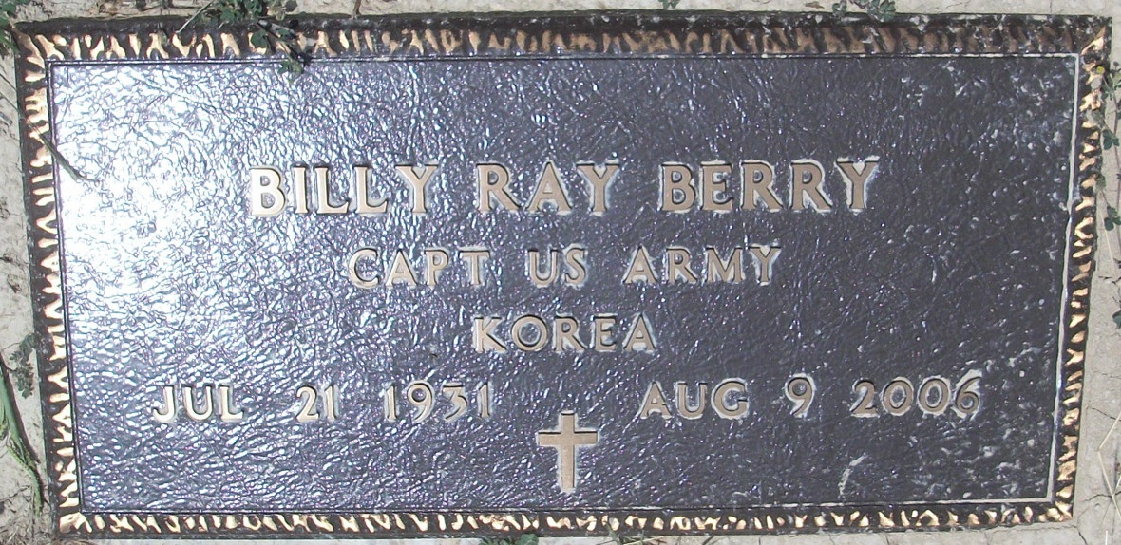 BILLY RAY BERRY
CAPT US ARMY
KOREA
JUL 21 1931 AUG 9 2006